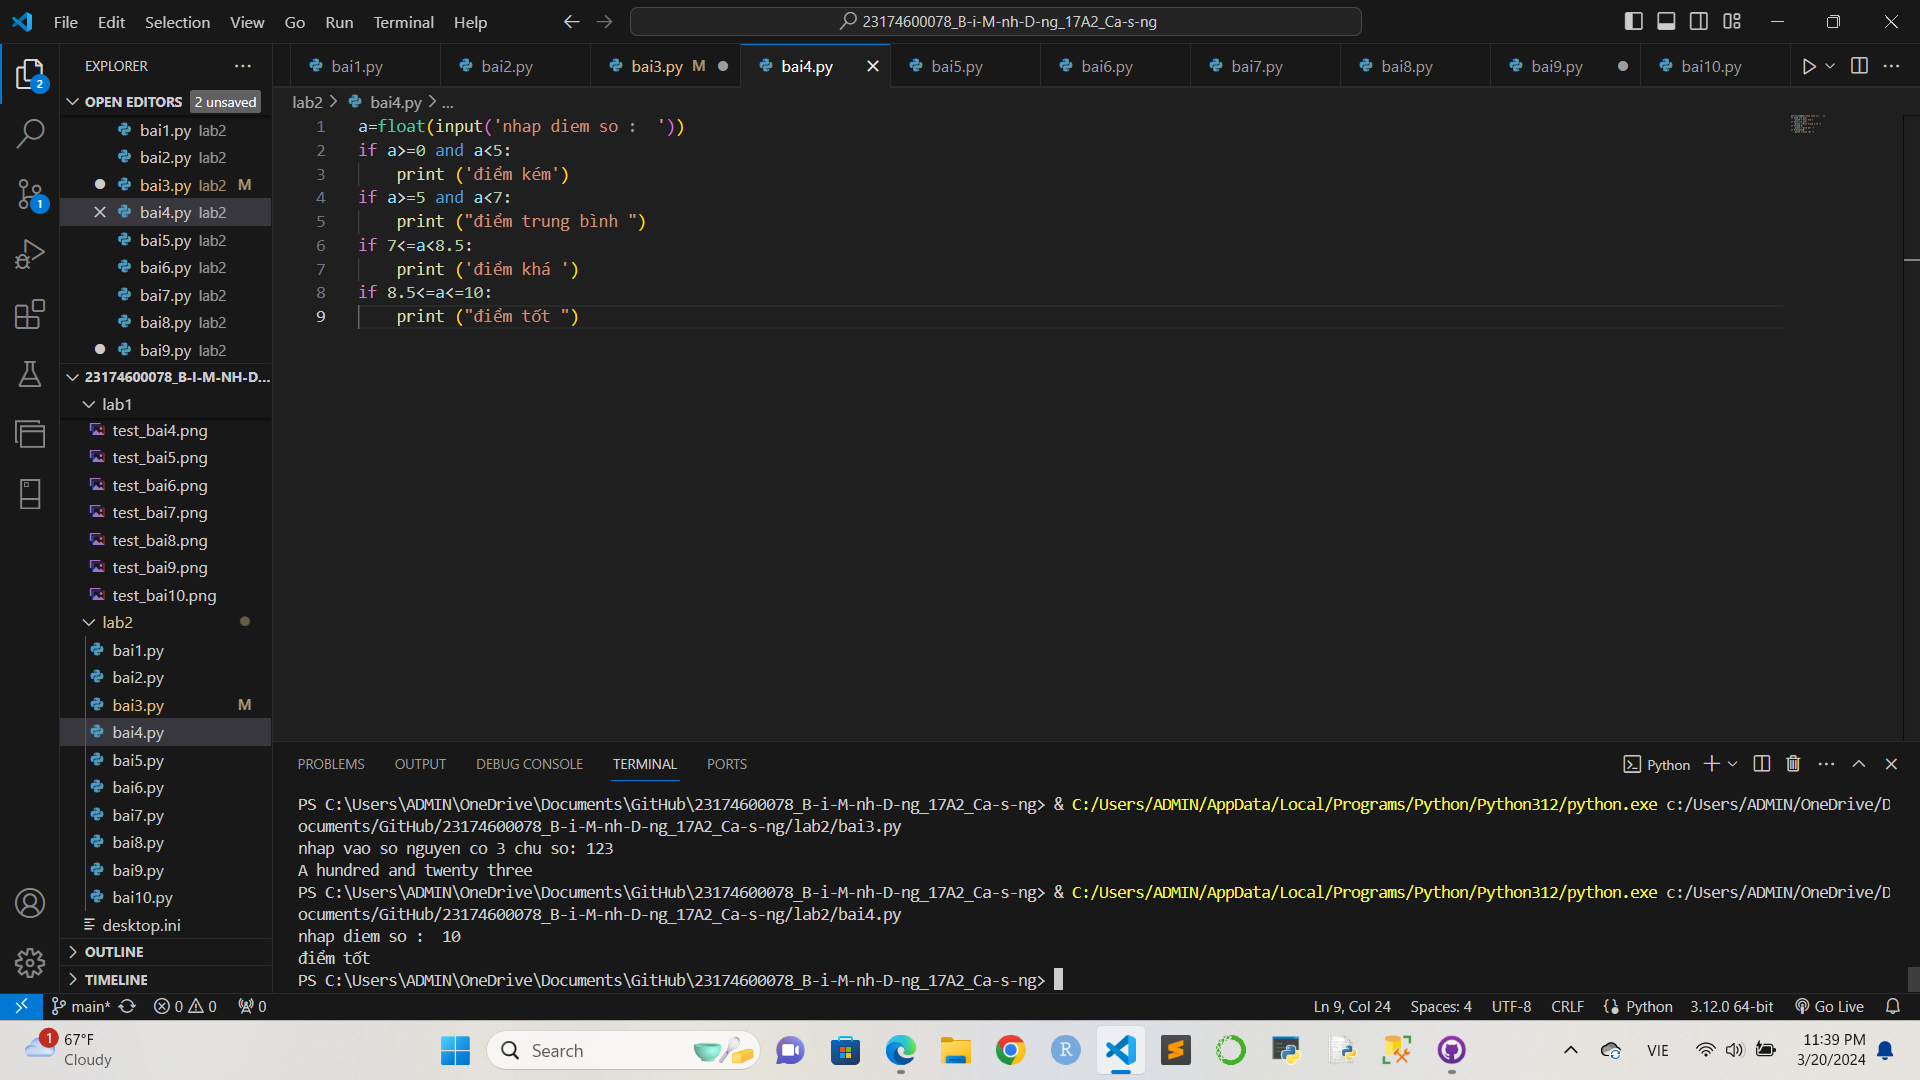 File Edit Selection View Go Run Terminal Help
23174600078_B-i-M-nh-D-ng_17A2_Ca-s-ng
EXPLORER
bai1.py bai2.py bai3.py M bai4.py bai5.py bai6.py bai7.py bai8.py bai9.py bai10.py
OPEN EDITORS 2 unsaved
bai1.py lab2
bai2.py lab2
bai3.py lab2 M
bai4.py lab2
bai5.py lab2
bai6.py lab2
bai7.py lab2
bai8.py lab2
bai9.py lab2
23174600078_B-I-M-NH-D...
lab1
test_bai4.png
test_bai5.png
test_bai6.png
test_bai7.png
test_bai8.png
test_bai9.png
test_bai10.png
lab2
bai1.py
bai2.py
bai3.py M
bai4.py
bai5.py
bai6.py
bai7.py
bai8.py
bai9.py
bai10.py
desktop.ini
OUTLINE
TIMELINE
2
1
lab2 > bai4.py > ...
1 a=float(input('nhap diem so :  '))
2 if a>=0 and a<5:
3     print ('điểm kém')
4 if a>=5 and a<7:
5     print ("điểm trung bình ")
6 if 7<=a<8.5:
7     print ('điểm khá ')
8 if 8.5<=a<=10:
9     print ("điểm tốt ")
PROBLEMS OUTPUT DEBUG CONSOLE TERMINAL PORTS
Python
PS C:\Users\ADMIN\OneDrive\Documents\GitHub\23174600078_B-i-M-nh-D-ng_17A2_Ca-s-ng> & C:/Users/ADMIN/AppData/Local/Programs/Python/Python312/python.exe c:/Users/ADMIN/OneDrive/D
ocuments/GitHub/23174600078_B-i-M-nh-D-ng_17A2_Ca-s-ng/lab2/bai3.py
nhap vao so nguyen co 3 chu so: 123
A hundred and twenty three
PS C:\Users\ADMIN\OneDrive\Documents\GitHub\23174600078_B-i-M-nh-D-ng_17A2_Ca-s-ng> & C:/Users/ADMIN/AppData/Local/Programs/Python/Python312/python.exe c:/Users/ADMIN/OneDrive/D
ocuments/GitHub/23174600078_B-i-M-nh-D-ng_17A2_Ca-s-ng/lab2/bai4.py
nhap diem so :  10
điểm tốt
PS C:\Users\ADMIN\OneDrive\Documents\GitHub\23174600078_B-i-M-nh-D-ng_17A2_Ca-s-ng>
main* 0 0 0
Ln 9, Col 24 Spaces: 4 UTF-8 CRLF Python 3.12.0 64-bit Go Live
1
67°F
Cloudy
Search
R
VIE
11:39 PM
3/20/2024